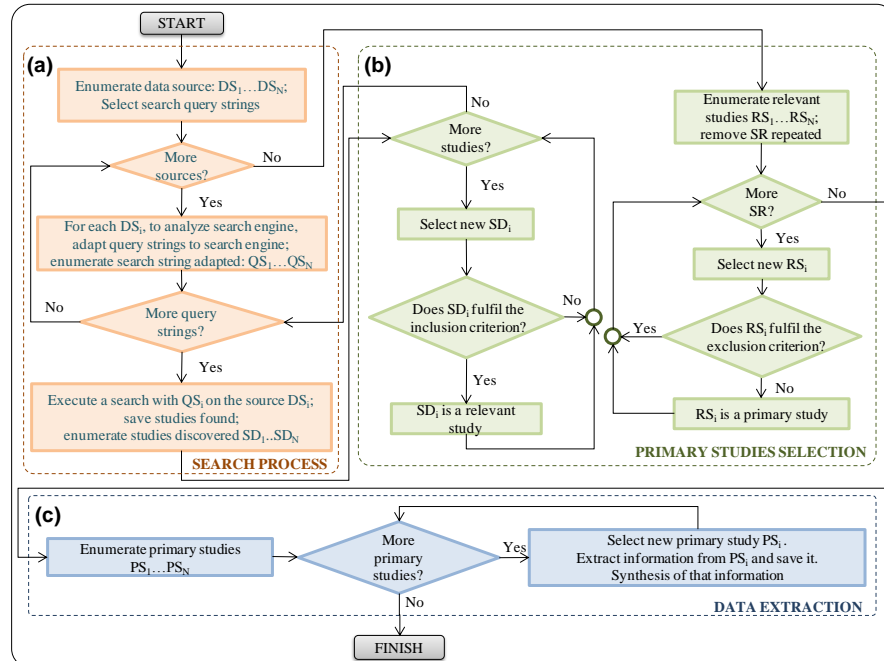 START
(a)
Enumerate data source: DS₁…DS_N;
Select search query strings
More
sources?
No
Yes
For each DSᵢ, to analyze search engine,
adapt query strings to search engine;
enumerate search string adapted: QS₁…QS_N
No
More query
strings?
Yes
Execute a search with QSᵢ on the source DSᵢ;
save studies found;
enumerate studies discovered SD₁..SD_N
SEARCH PROCESS
(b)
No
More
studies?
Yes
Select new SDᵢ
Does SDᵢ fulfil the
inclusion criterion?
No
Yes
SDᵢ is a relevant
study
Enumerate relevant
studies RS₁…RS_N;
remove SR repeated
More
SR?
No
Yes
Select new RSᵢ
Does RSᵢ fulfil the
exclusion criterion?
Yes
No
RSᵢ is a primary study
PRIMARY STUDIES SELECTION
(c)
Enumerate primary studies
PS₁…PS_N
More
primary
studies?
Yes
Select new primary study PSᵢ .
Extract information from PSᵢ and save it.
Synthesis of that information
No
DATA EXTRACTION
FINISH